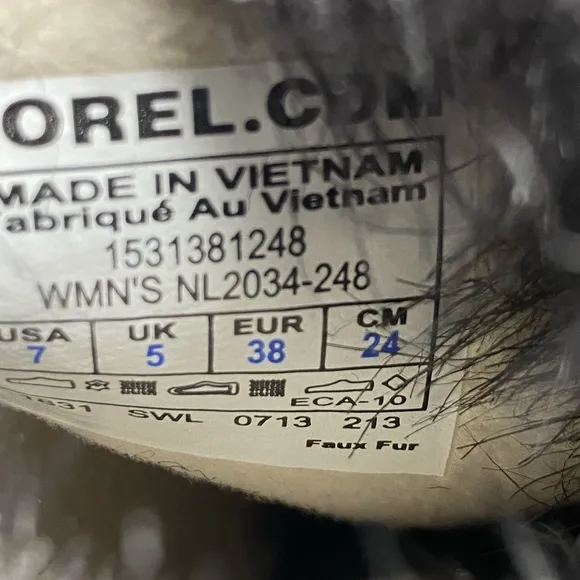 OREL.COM
MADE IN VIETNAM
Fabriqué Au Vietnam
1531381248
WMN'S NL2034-248
USA UK EUR CM
7 5 38 24
ECA-10
SWL 0713 213
Faux Fur